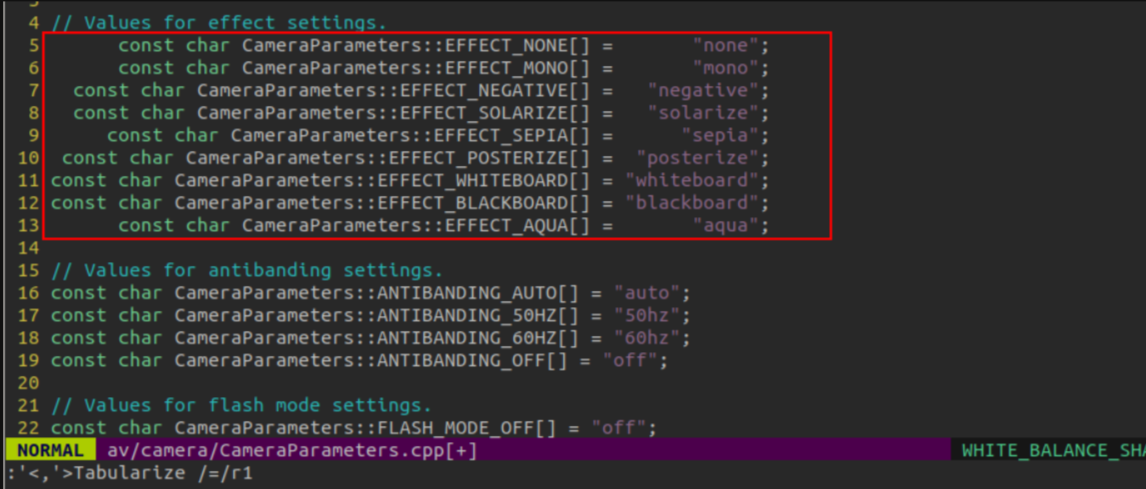 4 // Values for effect settings.
5       const char CameraParameters::EFFECT_NONE[] =       "none";
6       const char CameraParameters::EFFECT_MONO[] =       "mono";
7   const char CameraParameters::EFFECT_NEGATIVE[] =   "negative";
8   const char CameraParameters::EFFECT_SOLARIZE[] =   "solarize";
9      const char CameraParameters::EFFECT_SEPIA[] =      "sepia";
10  const char CameraParameters::EFFECT_POSTERIZE[] =  "posterize";
11 const char CameraParameters::EFFECT_WHITEBOARD[] = "whiteboard";
12 const char CameraParameters::EFFECT_BLACKBOARD[] = "blackboard";
13       const char CameraParameters::EFFECT_AQUA[] =       "aqua";
14
15 // Values for antibanding settings.
16 const char CameraParameters::ANTIBANDING_AUTO[] = "auto";
17 const char CameraParameters::ANTIBANDING_50HZ[] = "50hz";
18 const char CameraParameters::ANTIBANDING_60HZ[] = "60hz";
19 const char CameraParameters::ANTIBANDING_OFF[] = "off";
20
21 // Values for flash mode settings.
22 const char CameraParameters::FLASH_MODE_OFF[] = "off";
NORMAL av/camera/CameraParameters.cpp[+] WHITE_BALANCE_SHA
:'<,'>Tabularize /=/r1